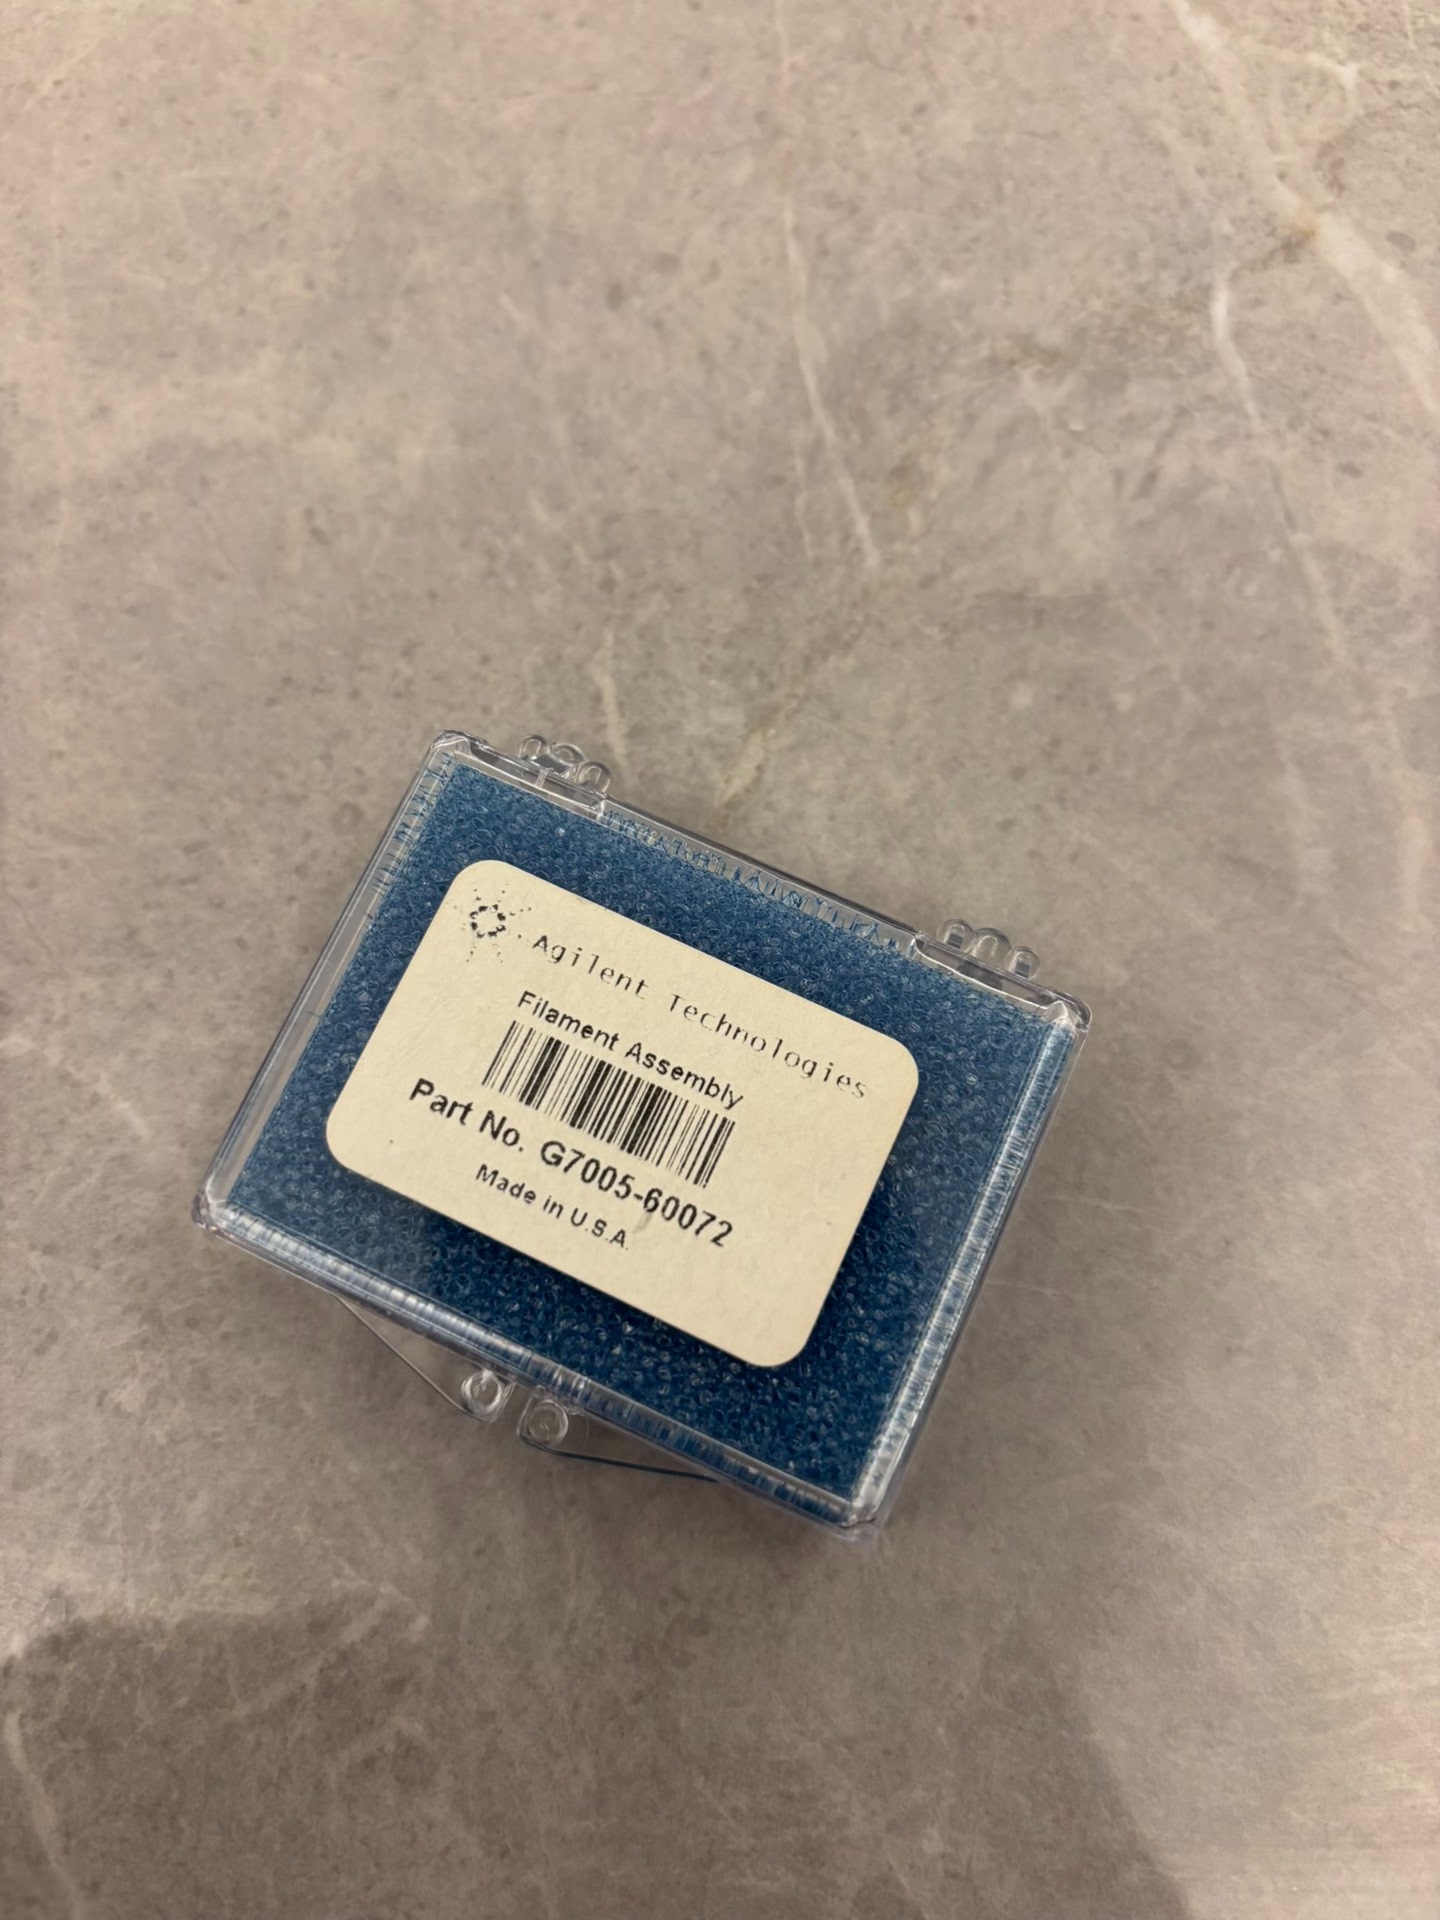 Agilent Technologies
Filament Assembly
Part No. G7005-60072
Made in U.S.A.